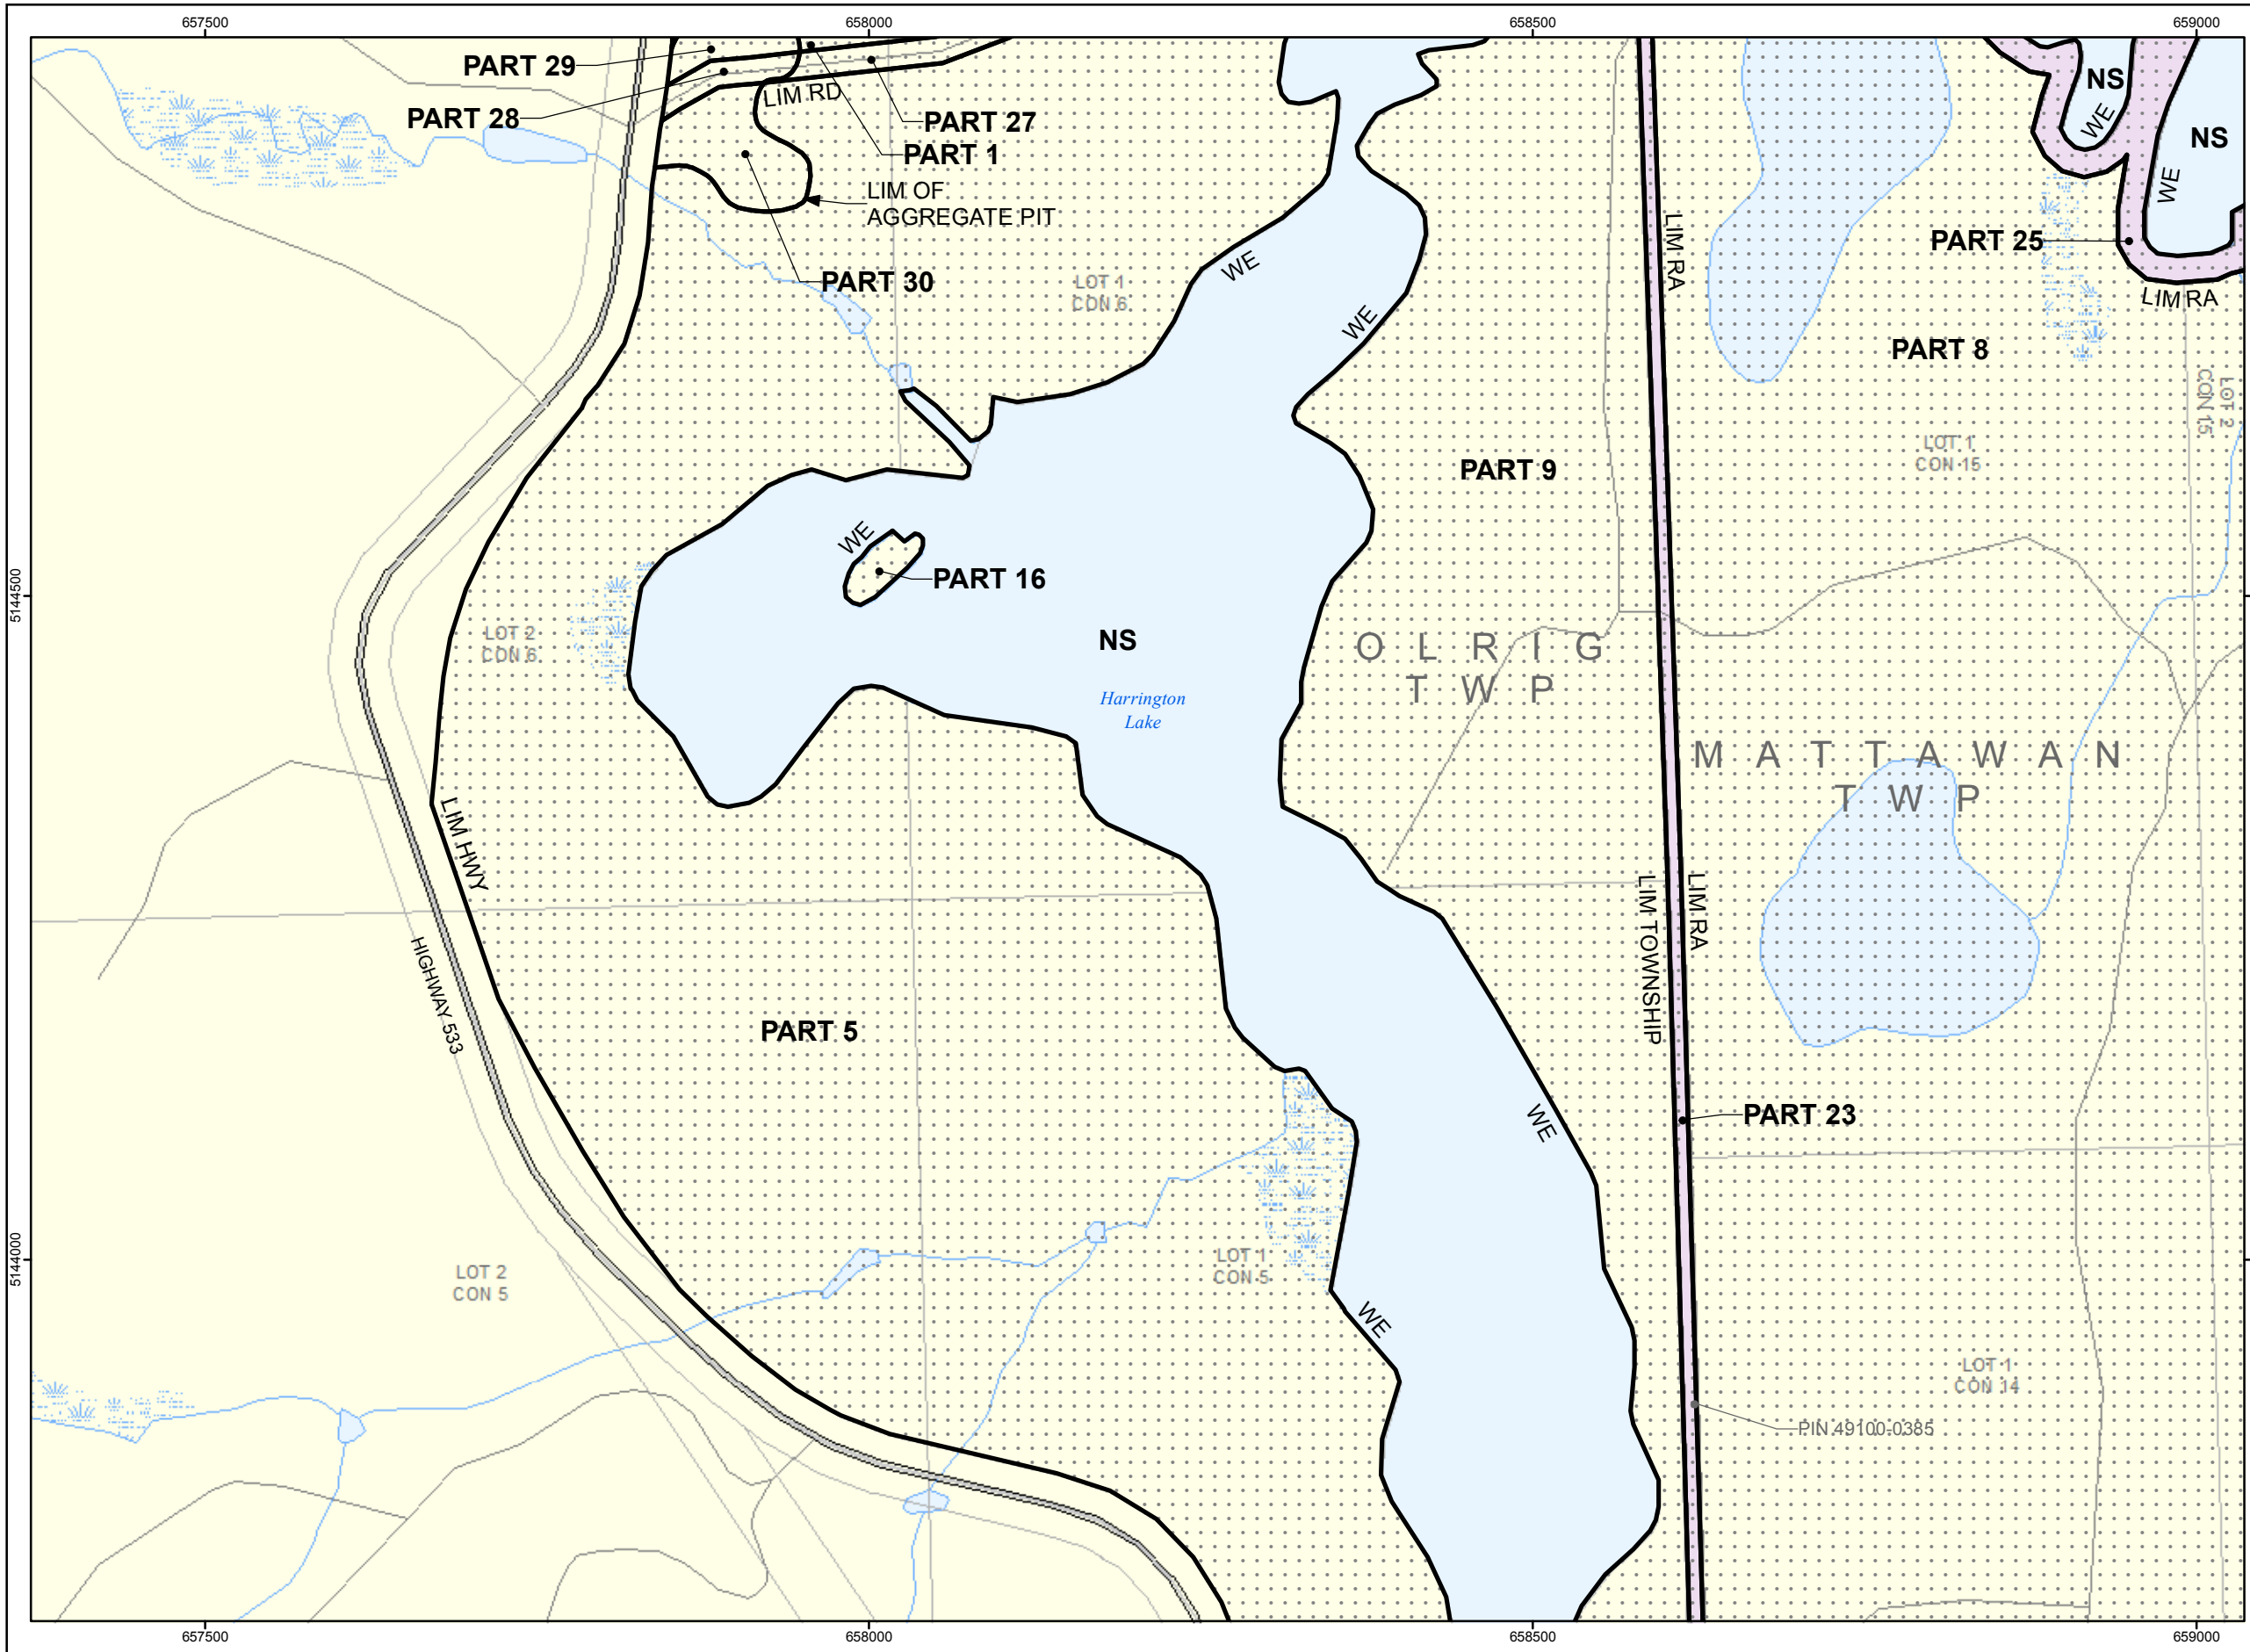 657500
658000
658500
659000
PART 29
PART 28
LIM RD
PART 27
PART 1
LIM OF
AGGREGATE PIT
PART 30
LOT 1
CON 6
WE
WE
LIM RA
NS
WE
NS
WE
PART 25
LIM RA
PART 8
LOT 2
CON 15
LOT 1
CON 15
PART 9
WE
PART 16
5144500
LOT 2
CON 6
NS
Harrington
Lake
OLRIG
TWP
MATTAWAN
TWP
LIM HWY
HIGHWAY 533
LIM TOWNSHIP
LIM RA
PART 5
WE
PART 23
5144000
LOT 2
CON 5
LOT 1
CON 5
WE
LOT 1
CON 14
PIN 49100-0385
657500
658000
658500
659000